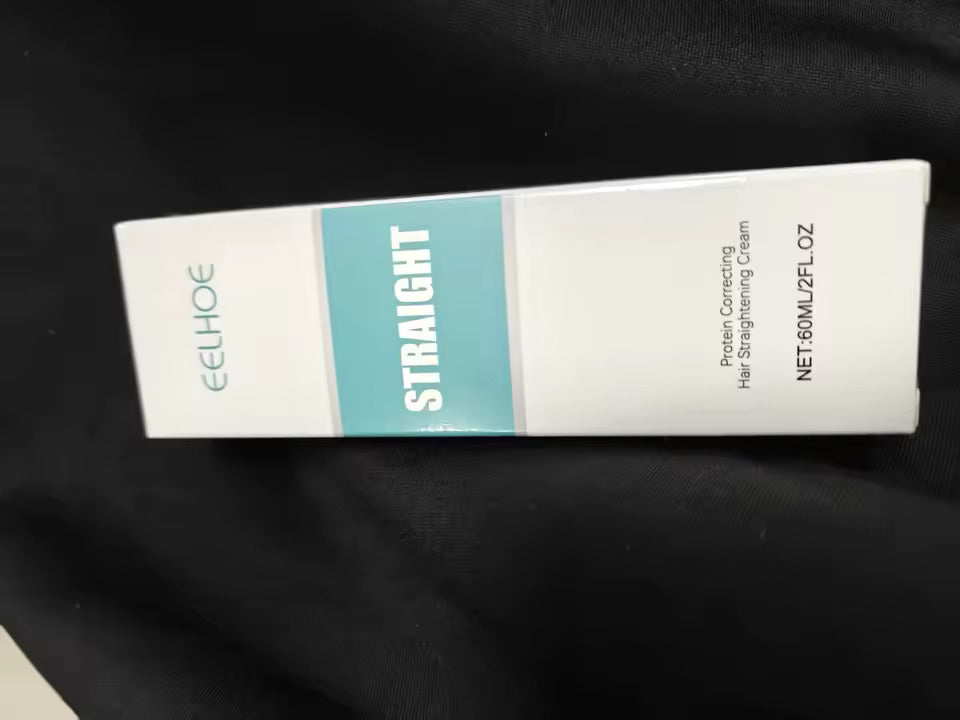 EELHOE
STRAIGHT
Protein Correcting
Hair Straightening Cream
NET:60ML/2FL.OZ